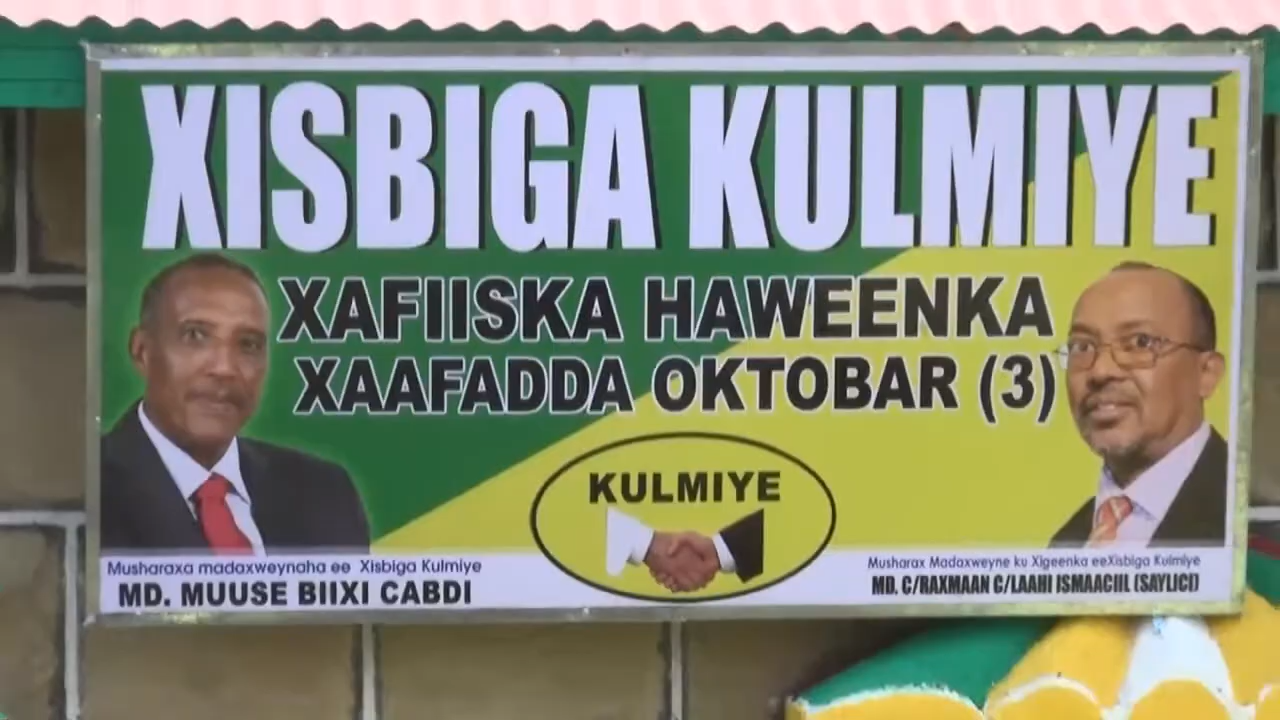 XISBIGA KULMIYE
XAFIISKA HAWEENKA
XAAFADDA OKTOBAR (3)
KULMIYE
Musharaxa madaxweynaha ee Xisbiga Kulmiye
MD. MUUSE BIIXI CABDI
Musharax Madaxweyne ku Xigeenka eeXisbiga Kulmiye
MD. C/RAXMAAN C/LAAHI ISMAACIIL (SAYLICI)